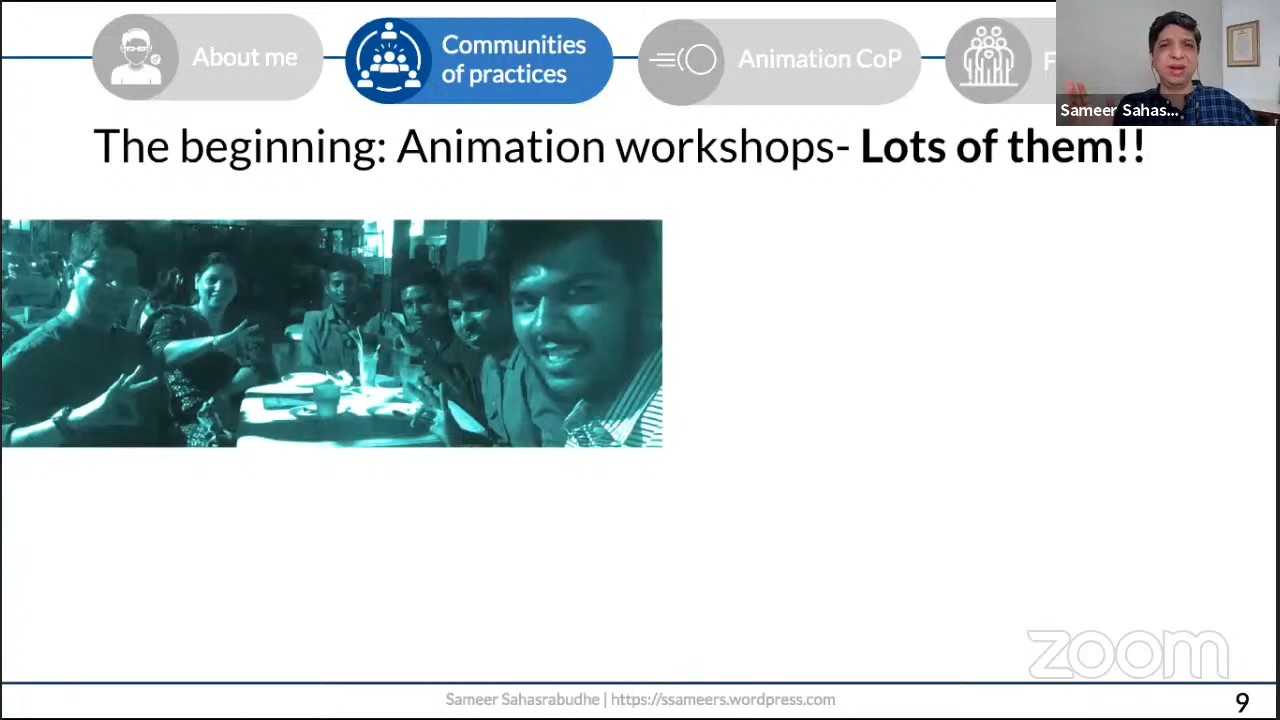 About me
Communities
of practices
Animation CoP
F
Sameer Sahas...
The beginning: Animation workshops- Lots of them!!
zoom
Sameer Sahasrabudhe | https://ssameers.wordpress.com
9